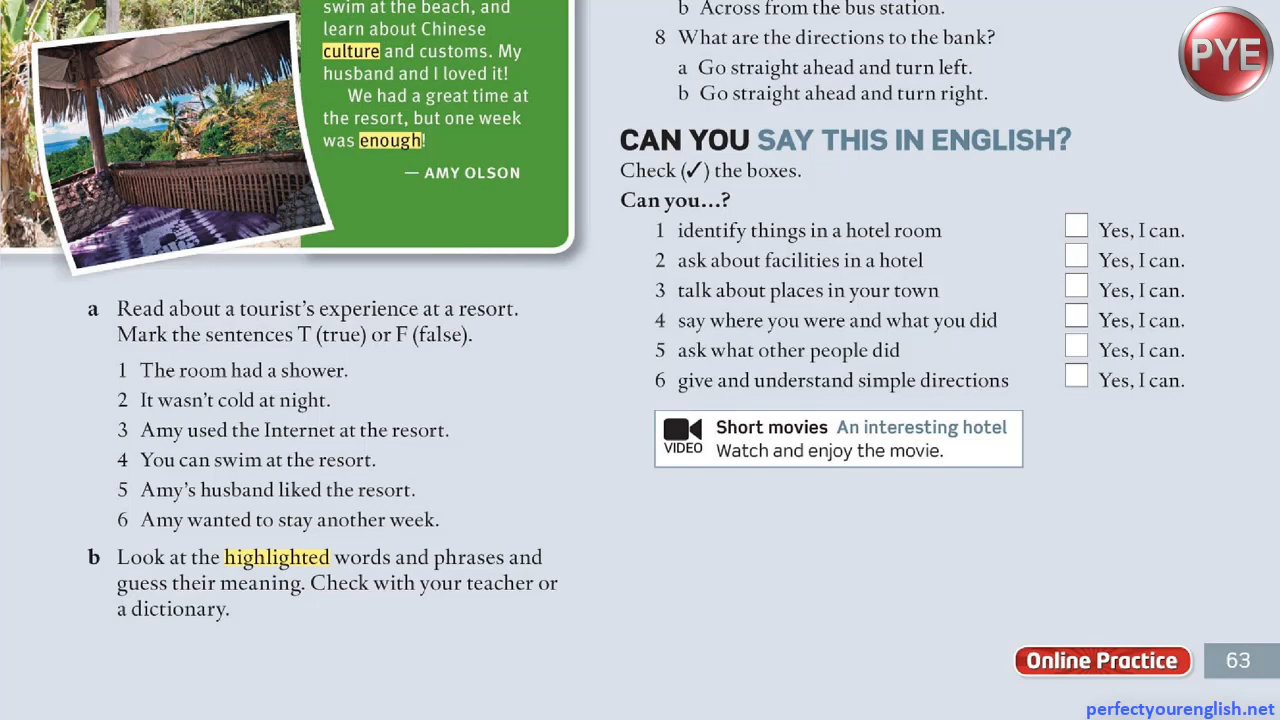 swim at the beach, and
learn about Chinese
culture and customs. My
husband and I loved it!
We had a great time at
the resort, but one week
was enough!
— AMY OLSON
a Read about a tourist's experience at a resort.
Mark the sentences T (true) or F (false).
1 The room had a shower.
2 It wasn't cold at night.
3 Amy used the Internet at the resort.
4 You can swim at the resort.
5 Amy's husband liked the resort.
6 Amy wanted to stay another week.
b Look at the highlighted words and phrases and
guess their meaning. Check with your teacher or
a dictionary.
b Across from the bus station.
8 What are the directions to the bank?
a Go straight ahead and turn left.
b Go straight ahead and turn right.
CAN YOU SAY THIS IN ENGLISH?
Check (✓) the boxes.
Can you…?
1 identify things in a hotel room Yes, I can.
2 ask about facilities in a hotel Yes, I can.
3 talk about places in your town Yes, I can.
4 say where you were and what you did Yes, I can.
5 ask what other people did Yes, I can.
6 give and understand simple directions Yes, I can.
VIDEO Short movies An interesting hotel
Watch and enjoy the movie.
Online Practice 63
PYE
perfectyourenglish.net